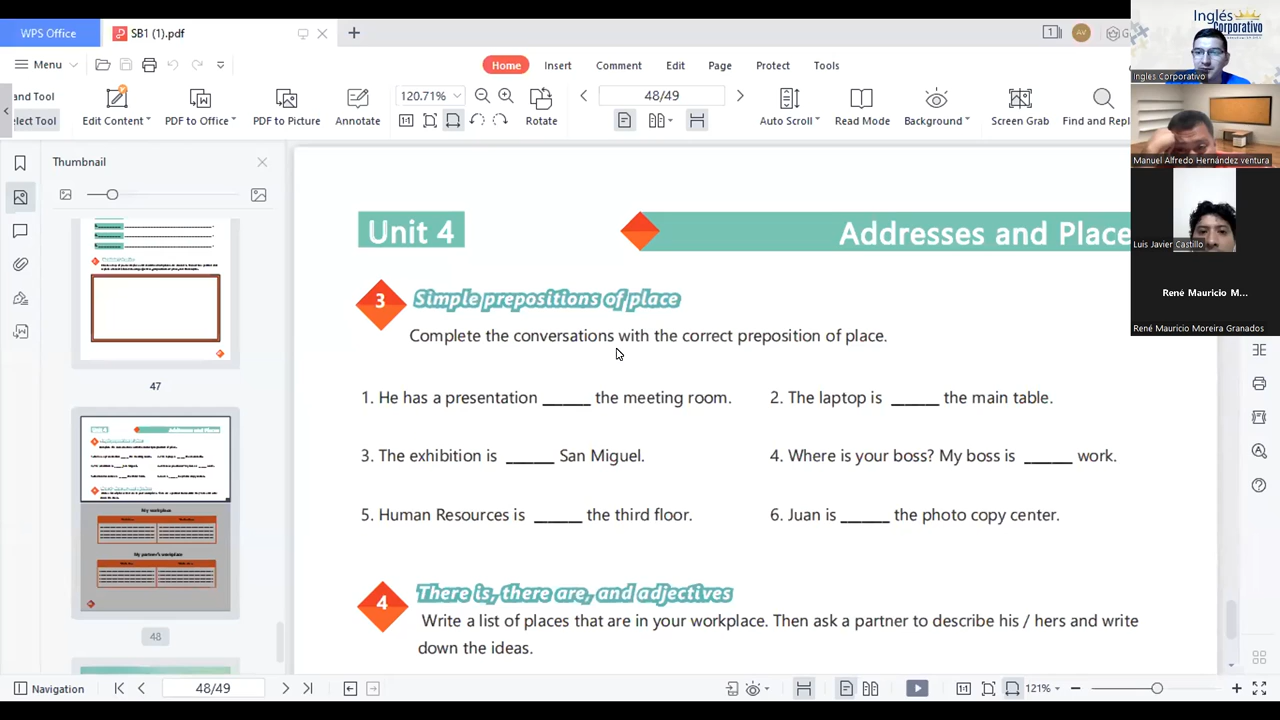 WPS Office
SB1 (1).pdf
Menu
Home
Insert
Comment
Edit
Page
Protect
Tools
and Tool
lect Tool
Edit Content
PDF to Office
PDF to Picture
Annotate
120.71%
Rotate
48/49
Auto Scroll
Read Mode
Background
Screen Grab
Find and Repl
Thumbnail
47
My workplace
My partner's workplace
48
Unit 4
Addresses and Place
3
Simple prepositions of place
Complete the conversations with the correct preposition of place.
1. He has a presentation ______ the meeting room.
2. The laptop is ______ the main table.
3. The exhibition is ______ San Miguel.
4. Where is your boss? My boss is ______ work.
5. Human Resources is ______ the third floor.
6. Juan is ______ the photo copy center.
4
There is, there are, and adjectives
Write a list of places that are in your workplace. Then ask a partner to describe his / hers and write
down the ideas.
Inglés
Corporativo
Ingles Corporativo
Manuel Alfredo Hernández ventura
Luis Javier Castillo
René Mauricio M...
René Mauricio Moreira Granados
Navigation
48/49
121%